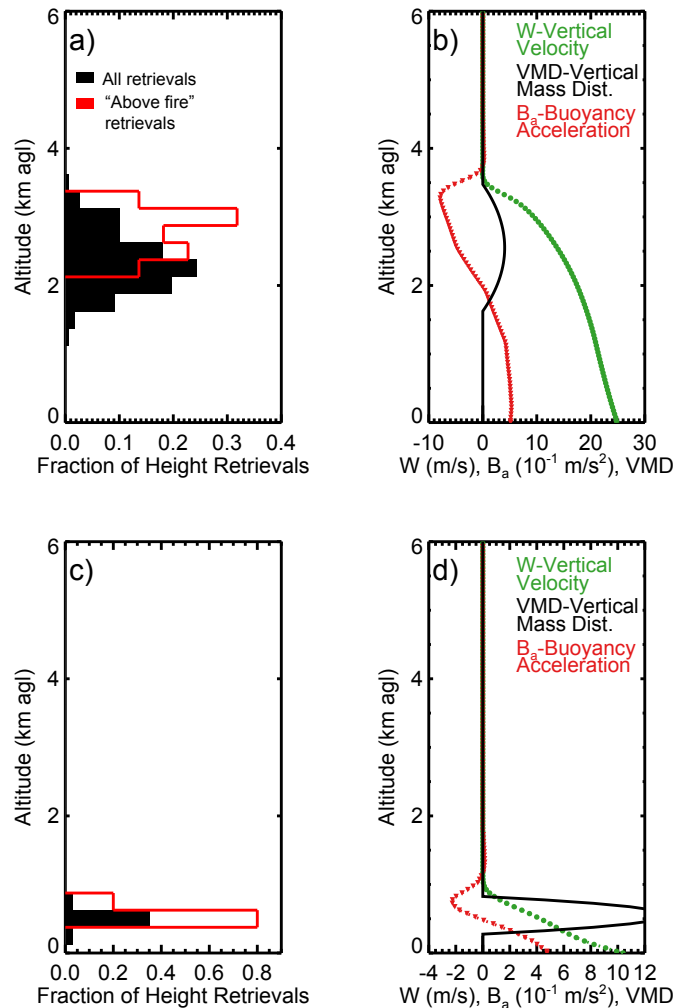 a)
All retrievals
“Above fire”
retrievals
Altitude (km agl)
6
4
2
0
0.0 0.1 0.2 0.3 0.4
Fraction of Height Retrievals
b)
W-Vertical
Velocity
VMD-Vertical
Mass Dist.
Ba-Buoyancy
Acceleration
Altitude (km agl)
6
4
2
0
-10 0 10 20 30
W (m/s), Ba (10-1 m/s2), VMD
c)
Altitude (km agl)
6
4
2
0
0.0 0.2 0.4 0.6 0.8
Fraction of Height Retrievals
d)
W-Vertical
Velocity
VMD-Vertical
Mass Dist.
Ba-Buoyancy
Acceleration
Altitude (km agl)
6
4
2
0
-4 -2 0 2 4 6 8 10 12
W (m/s), Ba (10-1 m/s2), VMD